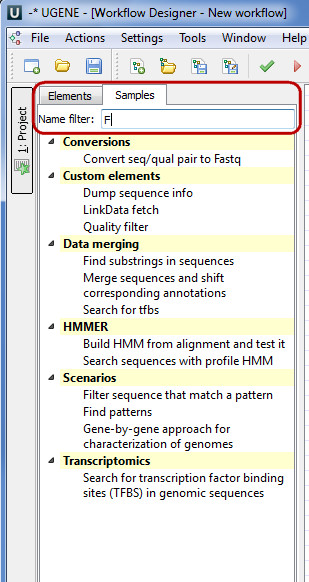 U -* UGENE - [Workflow Designer - New workflow]
File Actions Settings Tools Window Help
1: Project
Elements Samples
Name filter: F
Conversions
Convert seq/qual pair to Fastq
Custom elements
Dump sequence info
LinkData fetch
Quality filter
Data merging
Find substrings in sequences
Merge sequences and shift
corresponding annotations
Search for tfbs
HMMER
Build HMM from alignment and test it
Search sequences with profile HMM
Scenarios
Filter sequence that match a pattern
Find patterns
Gene-by-gene approach for
characterization of genomes
Transcriptomics
Search for transcription factor binding
sites (TFBS) in genomic sequences